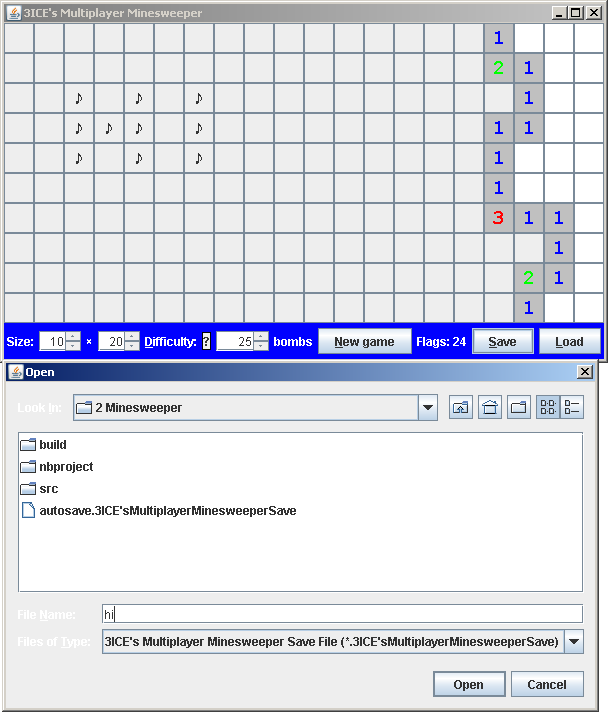 3ICE's Multiplayer Minesweeper
1
2 1
♪ ♪ ♪ 1
♪ ♪ ♪ ♪ 1 1
♪ ♪ ♪ 1
1
3 1 1
1
2 1
1
Size: 10 × 20 Difficulty: ? 25 bombs New game Flags: 24 Save Load
Open
Look In: 2 Minesweeper
build
nbproject
src
autosave.3ICE'sMultiplayerMinesweeperSave
File Name: hi
Files of Type: 3ICE's Multiplayer Minesweeper Save File (*.3ICE'sMultiplayerMinesweeperSave)
Open Cancel